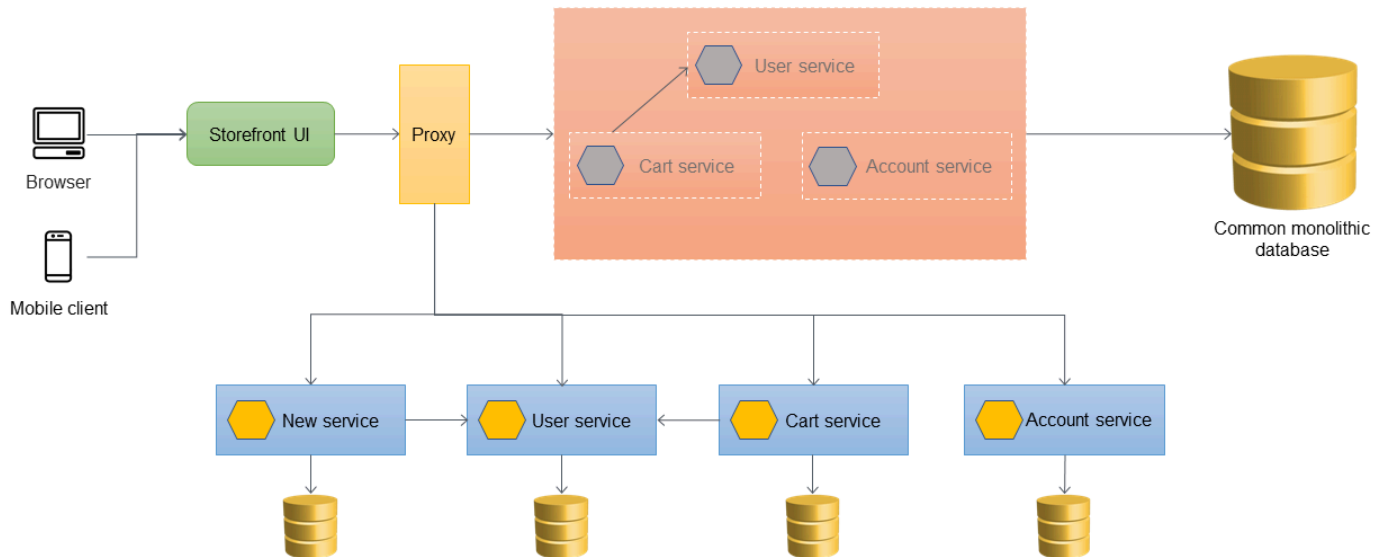 User service
Storefront UI
Proxy
Cart service
Account service
Browser
Common monolithic
database
Mobile client
New service
User service
Cart service
Account service